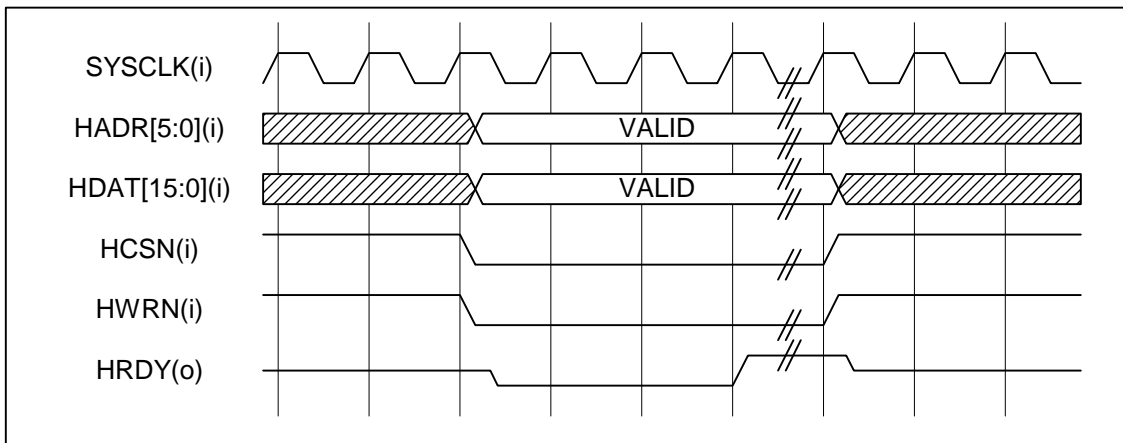 SYSCLK(i)
HADR[5:0](i) VALID
HDAT[15:0](i) VALID
HCSN(i)
HWRN(i)
HRDY(o)